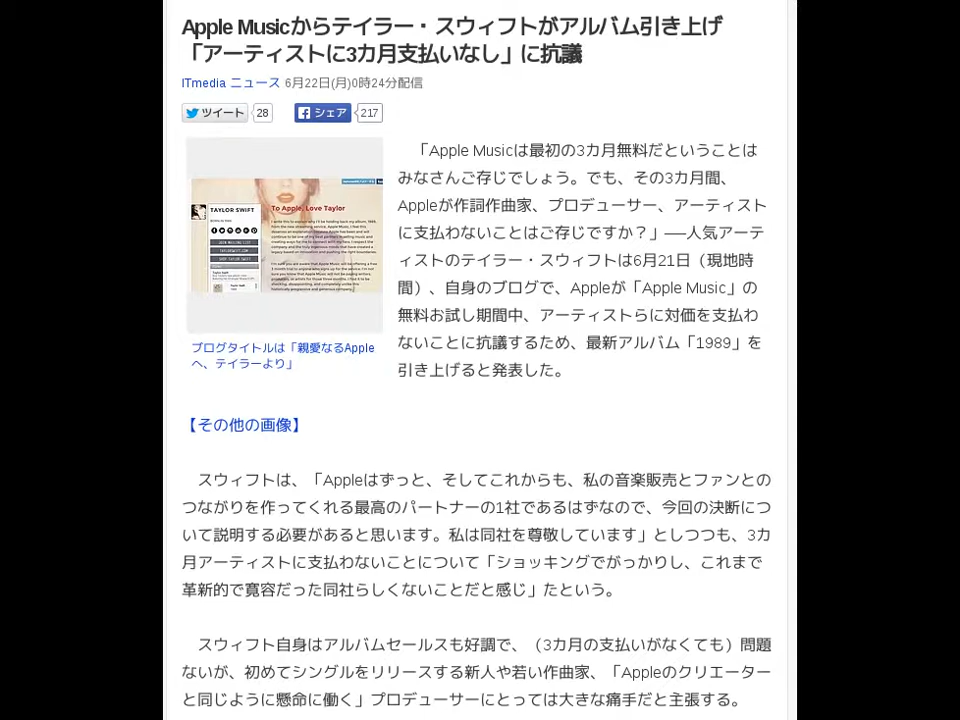 Apple Musicからテイラー・スウィフトがアルバム引き上げ
「アーティストに3カ月支払いなし」に抗議
ITmedia ニュース 6月22日(月)0時24分配信
ツイート 28 シェア 217
TAYLOR SWIFT
To Apple, Love Taylor
ブログタイトルは「親愛なるApple
へ、テイラーより」
「Apple Musicは最初の3カ月無料だということは
みなさんご存じでしょう。でも、その3カ月間、
Appleが作詞作曲家、プロデューサー、アーティスト
に支払わないことはご存じですか？」──人気アーテ
ィストのテイラー・スウィフトは6月21日（現地時
間）、自身のブログで、Appleが「Apple Music」の
無料お試し期間中、アーティストらに対価を支払わ
ないことに抗議するため、最新アルバム「1989」を
引き上げると発表した。
【その他の画像】
スウィフトは、「Appleはずっと、そしてこれからも、私の音楽販売とファンとの
つながりを作ってくれる最高のパートナーの1社であるはずなので、今回の決断につ
いて説明する必要があると思います。私は同社を尊敬しています」としつつも、3カ
月アーティストに支払わないことについて「ショッキングでがっかりし、これまで
革新的で寛容だった同社らしくないことだと感じ」たという。
スウィフト自身はアルバムセールスも好調で、（3カ月の支払いがなくても）問題
ないが、初めてシングルをリリースする新人や若い作曲家、「Appleのクリエーター
と同じように懸命に働く」プロデューサーにとっては大きな痛手だと主張する。